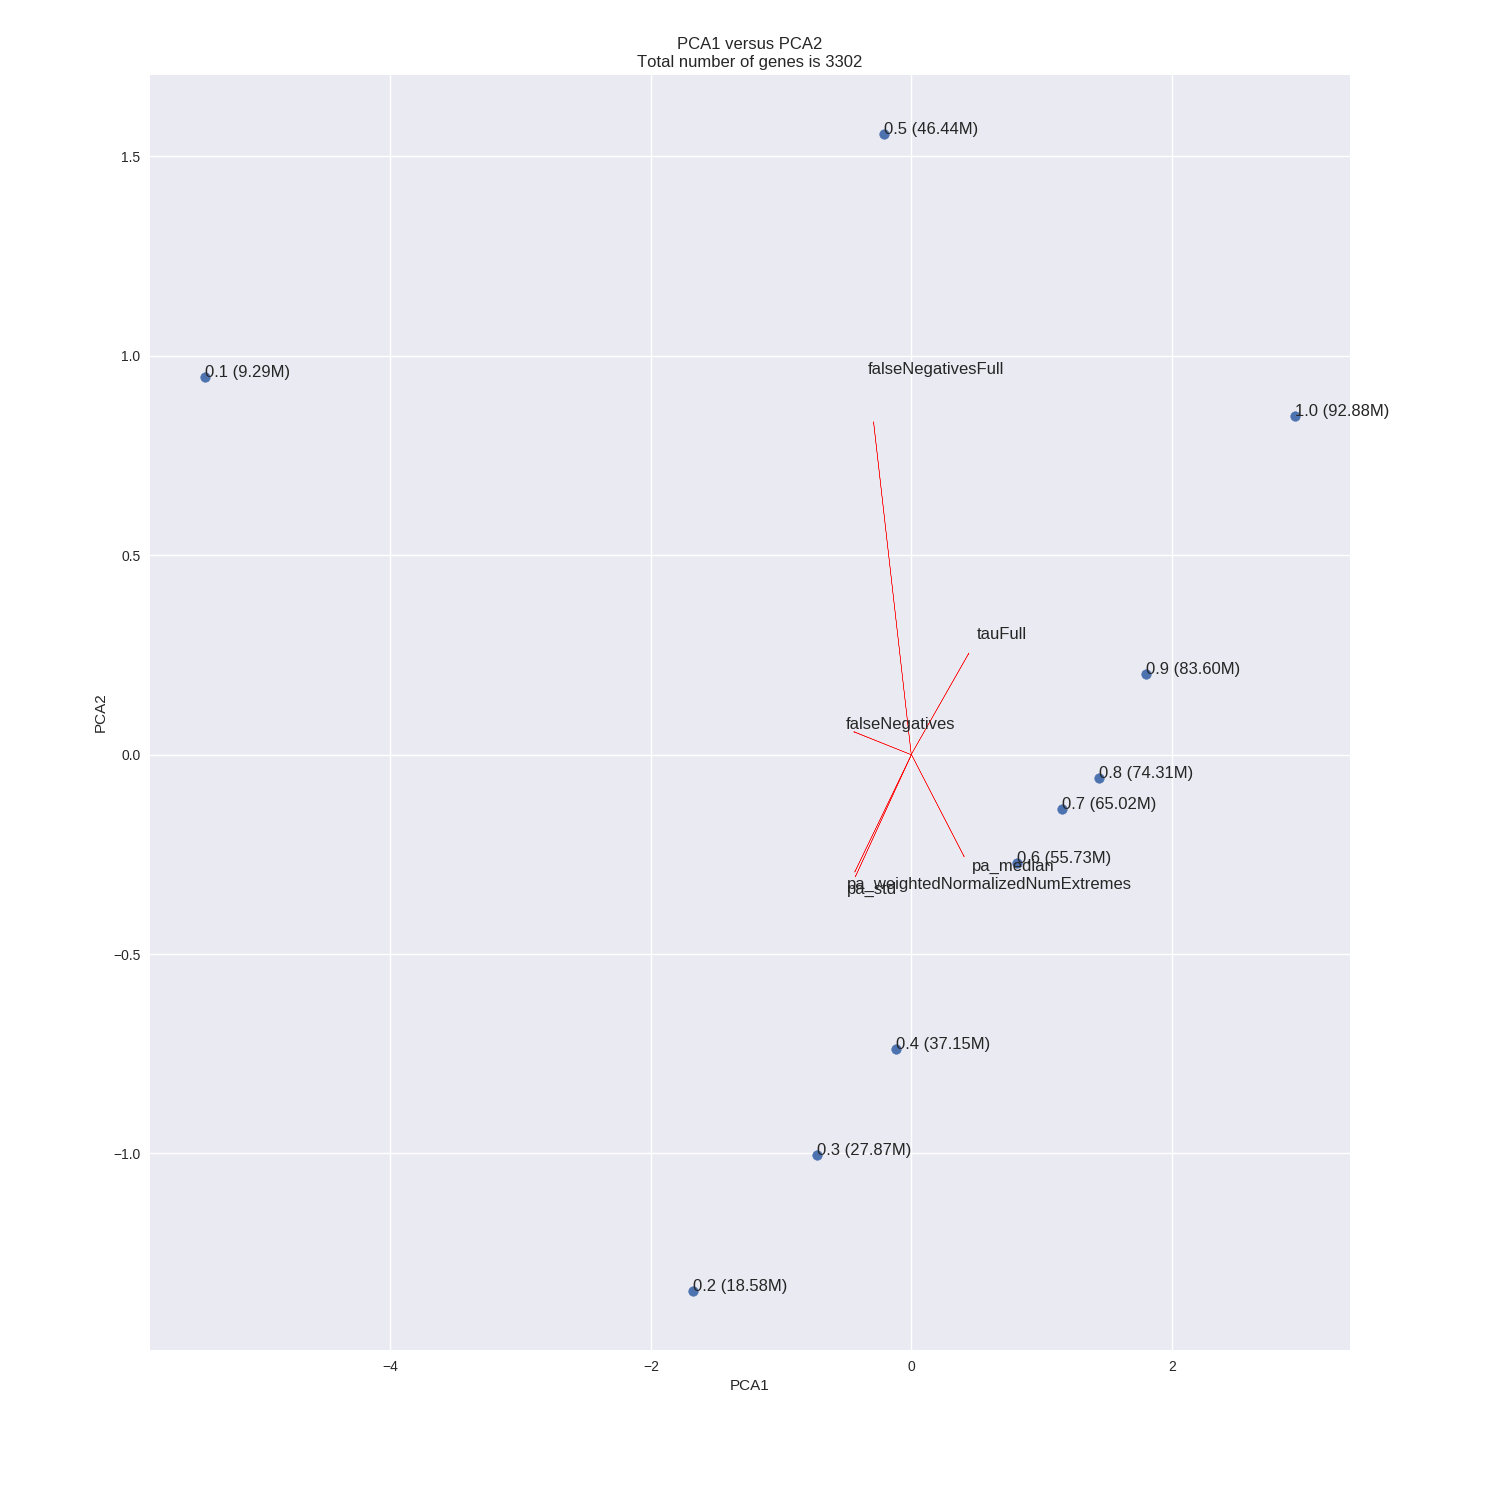 PCA1 versus PCA2
Total number of genes is 3302
0.5 (46.44M)
1.5
1.0
falseNegativesFull
0.1 (9.29M)
1.0 (92.88M)
0.5
tauFull
0.9 (83.60M)
PCA2
falseNegatives
0.0
0.8 (74.31M)
0.7 (65.02M)
0.6 (55.73M)
pa_median
pa_weightedNormalizedNumExtremes
pa_std
−0.5
0.4 (37.15M)
0.3 (27.87M)
−1.0
0.2 (18.58M)
−4
−2
0
2
PCA1